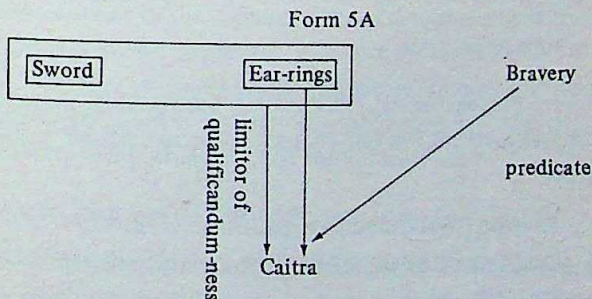 Form 5A
Sword
Ear-rings
Bravery
limitor of
qualificandum-ness
predicate
Caitra